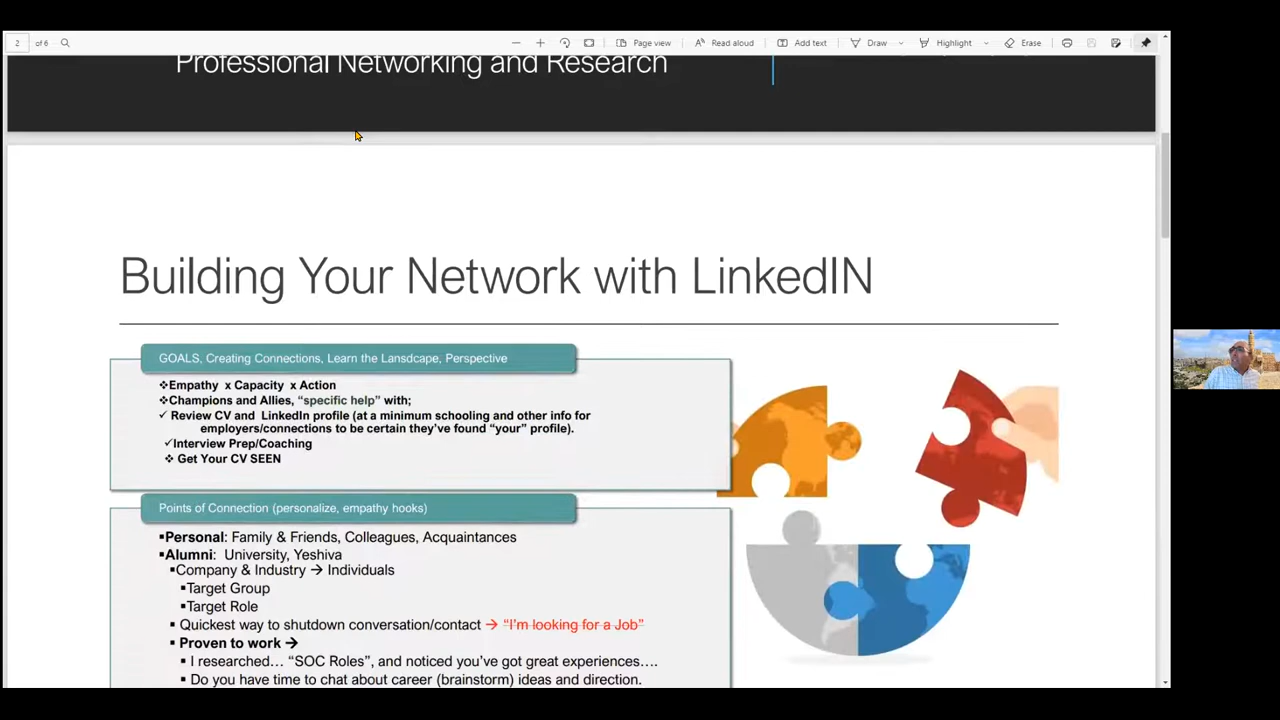 2 of 6 Page view Read aloud Add text Draw Highlight Erase
Professional Networking and Research
Building Your Network with LinkedIN
GOALS, Creating Connections, Learn the Lansdcape, Perspective
❖Empathy x Capacity x Action
❖Champions and Allies, “specific help” with;
✓ Review CV and LinkedIn profile (at a minimum schooling and other info for
employers/connections to be certain they’ve found “your” profile).
✓Interview Prep/Coaching
❖ Get Your CV SEEN
Points of Connection (personalize, empathy hooks)
▪Personal: Family & Friends, Colleagues, Acquaintances
▪Alumni: University, Yeshiva
▪Company & Industry → Individuals
▪Target Group
▪Target Role
▪ Quickest way to shutdown conversation/contact → “I’m looking for a Job”
▪ Proven to work →
▪ I researched… “SOC Roles”, and noticed you’ve got great experiences….
▪ Do you have time to chat about career (brainstorm) ideas and direction.